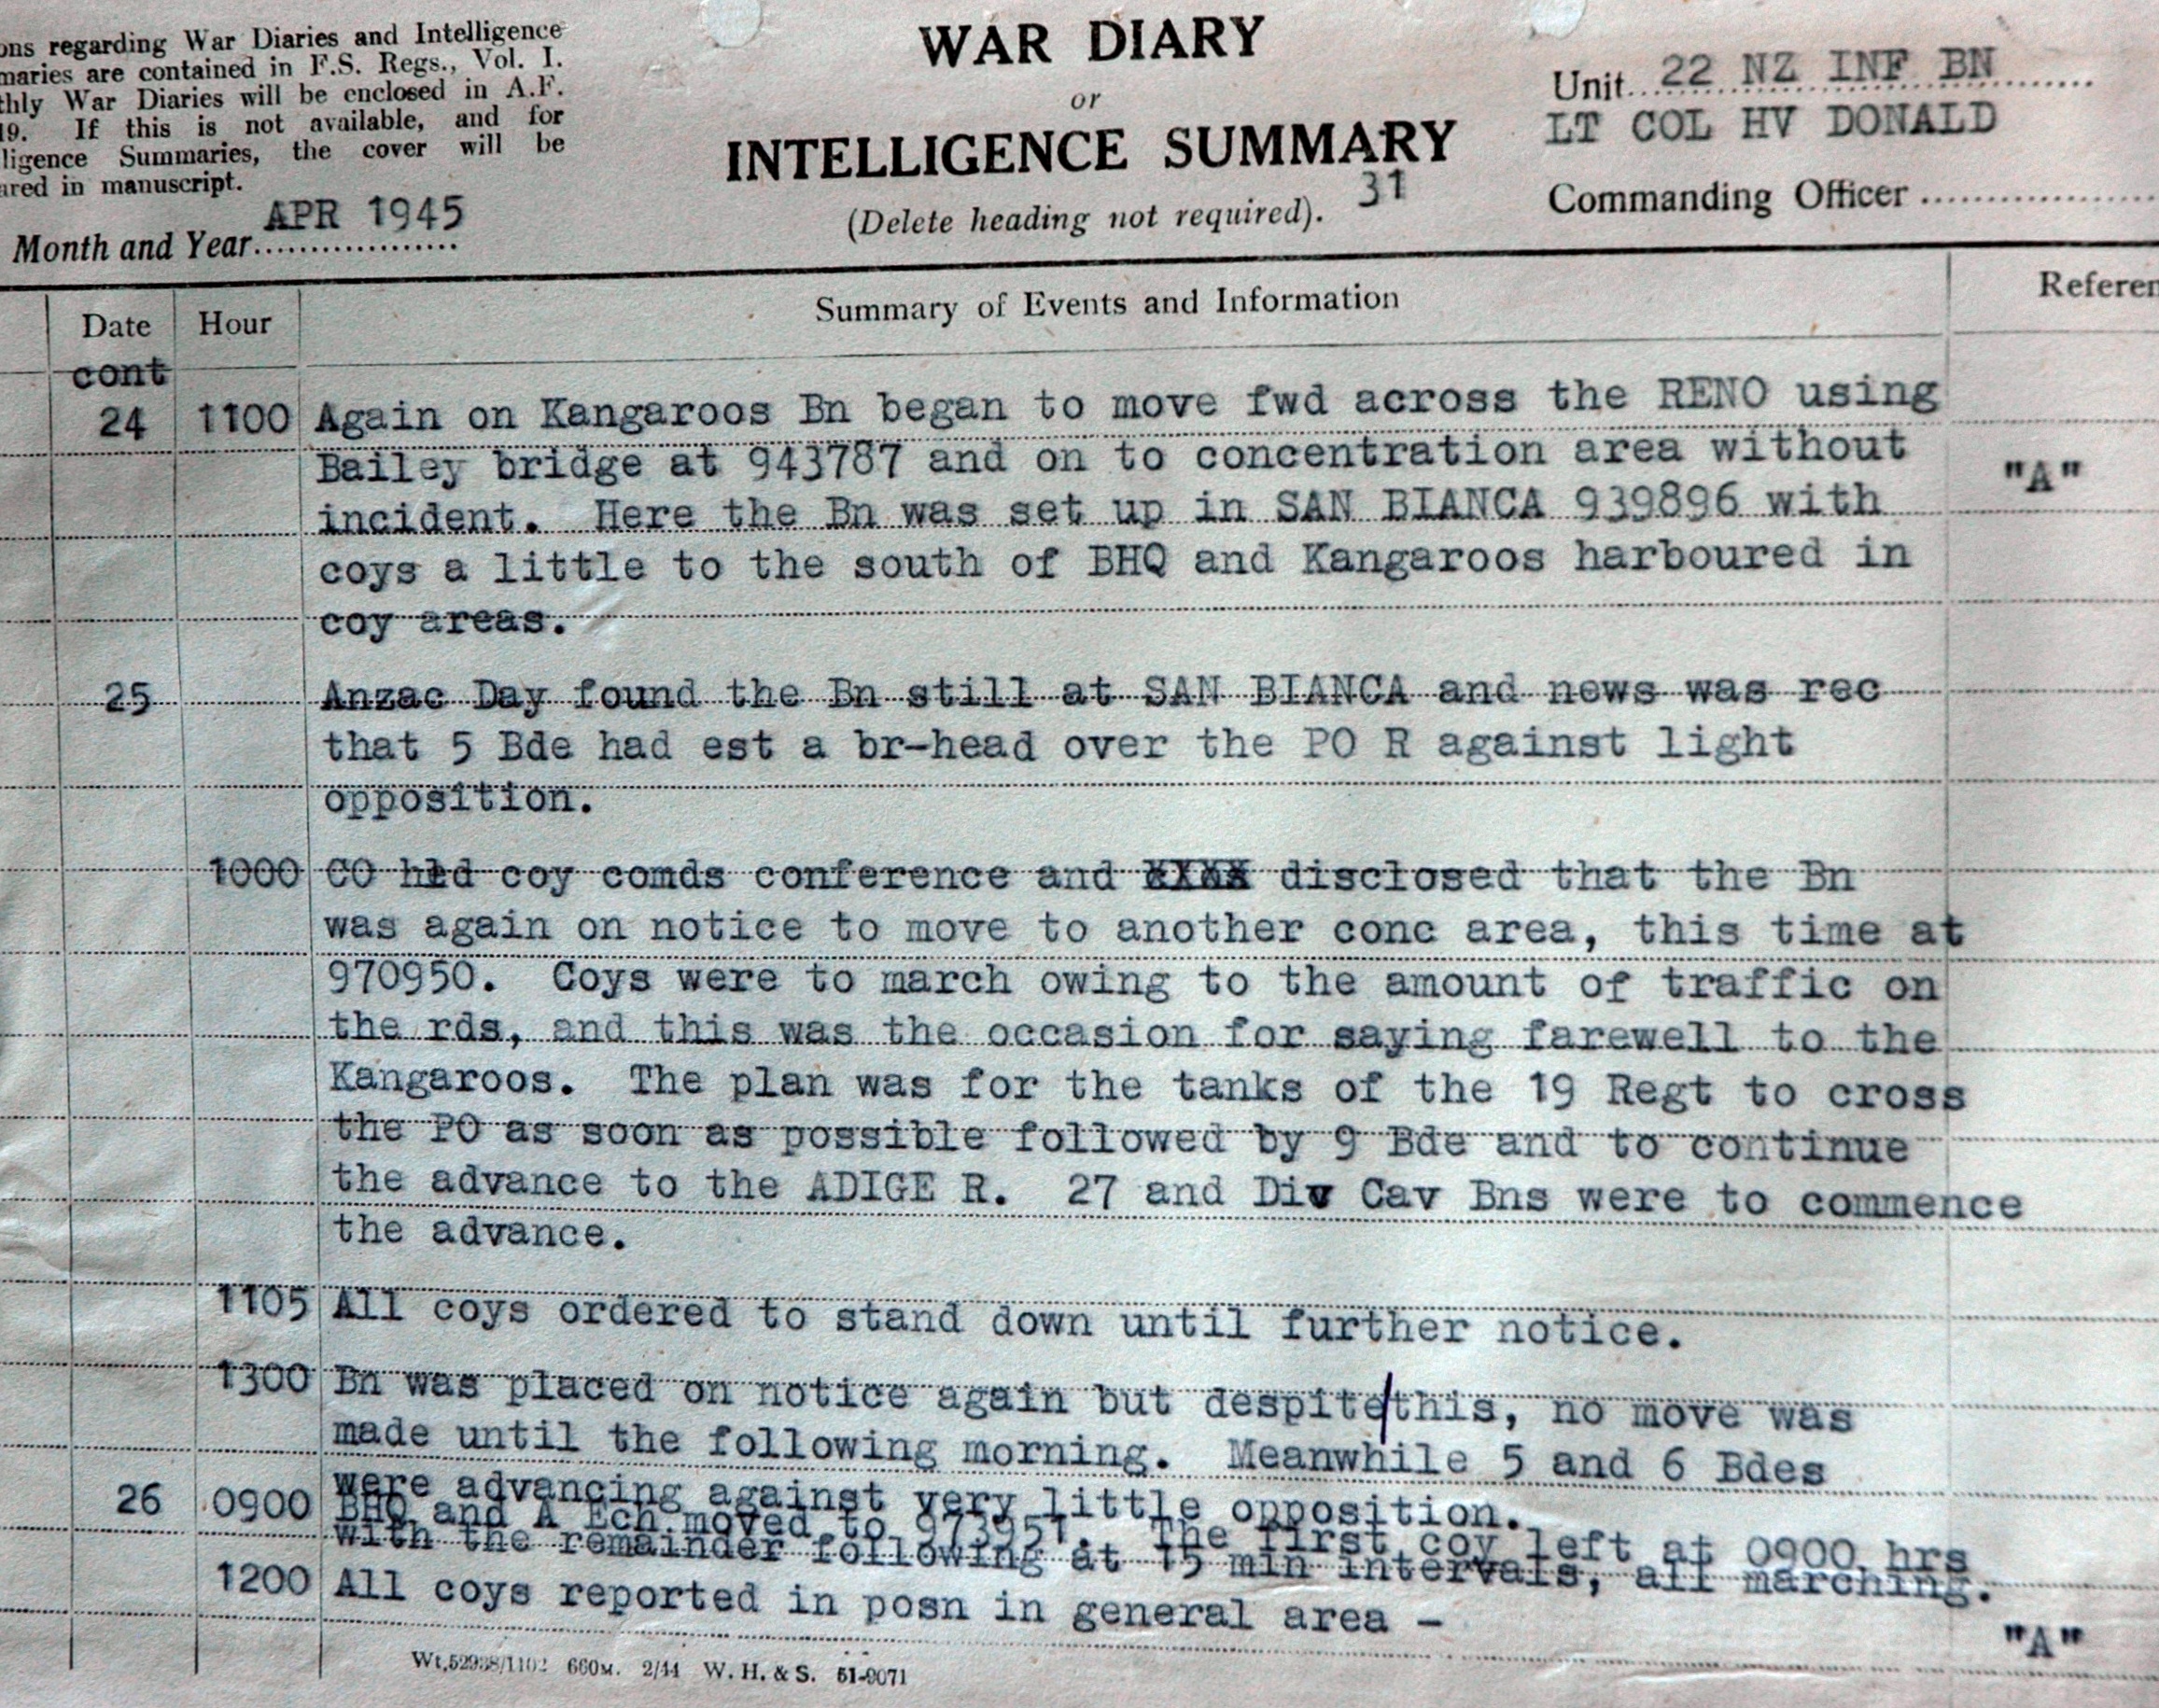 ons regarding War Diaries and Intelligence
maries are contained in F.S. Regs., Vol. I.
thly War Diaries will be enclosed in A.F.
19. If this is not available, and for
ligence Summaries, the cover will be
ared in manuscript.
Month and Year.................. APR 1945
WAR DIARY
or
INTELLIGENCE SUMMARY
(Delete heading not required).
31
Unit... 22 NZ INF BN .......
LT COL HV DONALD
Commanding Officer ..................
Date Hour Summary of Events and Information Referen
cont
24 1100 Again on Kangaroos Bn began to move fwd across the RENO using
Bailey bridge at 943787 and on to concentration area without
"A"
incident. Here the Bn was set up in SAN BIANCA 939896 with
coys a little to the south of BHQ and Kangaroos harboured in
coy areas.
25 Anzac Day found the Bn still at SAN BIANCA and news was rec
that 5 Bde had est a br-head over the PO R against light
opposition.
1000 CO had coy comds conference and disclosed that the Bn
was again on notice to move to another conc area, this time at
970950. Coys were to march owing to the amount of traffic on
the rds, and this was the occasion for saying farewell to the
Kangaroos. The plan was for the tanks of the 19 Regt to cross
the PO as soon as possible followed by 9 Bde and to continue
the advance to the ADIGE R. 27 and Div Cav Bns were to commence
the advance.
1105 All coys ordered to stand down until further notice.
1300 Bn was placed on notice again but despite/this, no move was
made until the following morning. Meanwhile 5 and 6 Bdes
were advancing against very little opposition.
26 0900 BHQ and A Ech moved to 973951. The first coy left at 0900 hrs
with the remainder following at 15 min intervals, all marching.
1200 All coys reported in posn in general area -
"A"
660M. 2/44 W. H. & S. 51-9071